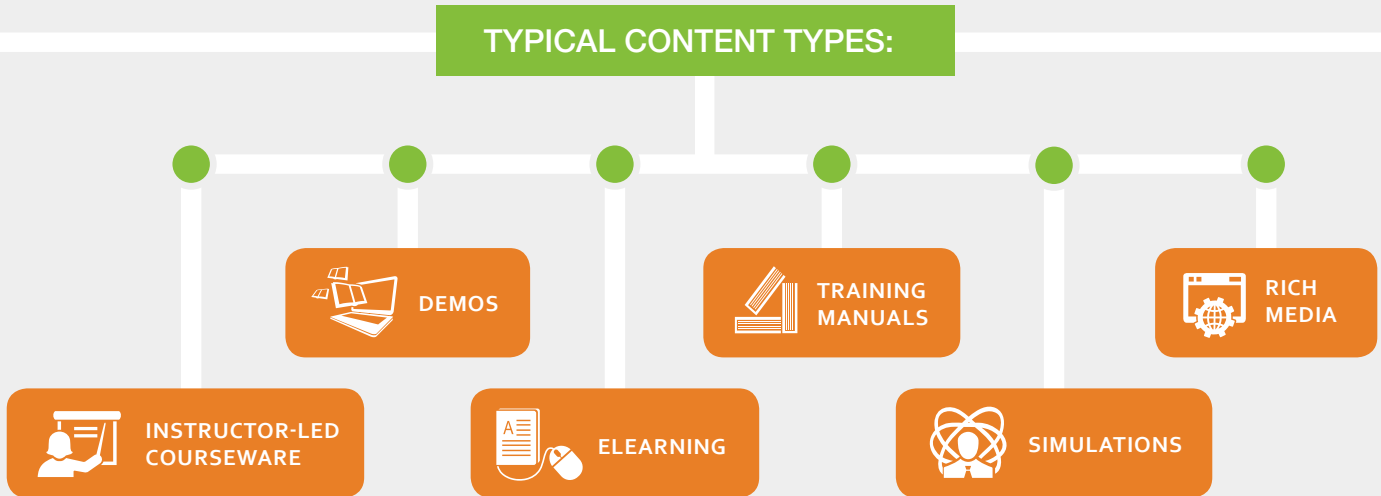 TYPICAL CONTENT TYPES:
DEMOS
TRAINING
MANUALS
RICH
MEDIA
INSTRUCTOR-LED
COURSEWARE
A
ELEARNING
SIMULATIONS